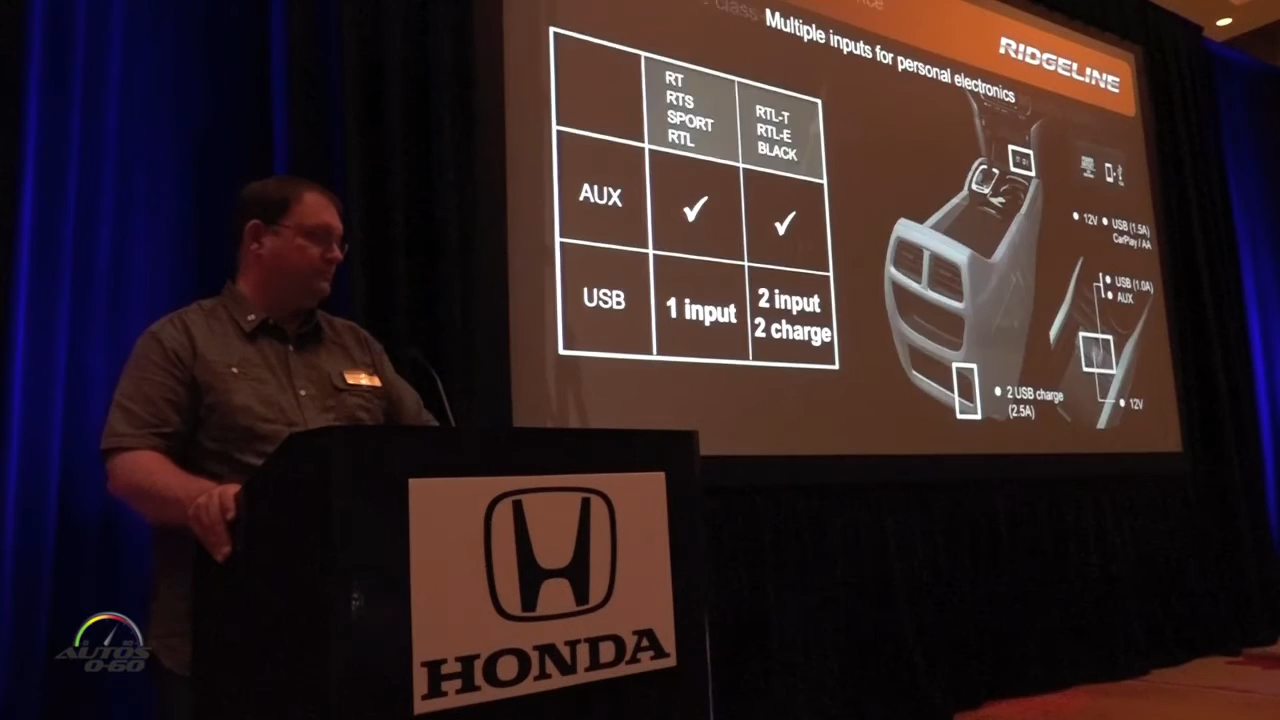 Multiple inputs for personal electronics
RIDGELINE
RT
RTS
SPORT
RTL
RTL-T
RTL-E
BLACK
AUX
✓
✓
USB
1 input
2 input
2 charge
12V
USB (1.5A)
CarPlay / AA
USB (1.0A)
AUX
2 USB charge
(2.5A)
12V
HONDA
AUTOS
0-60